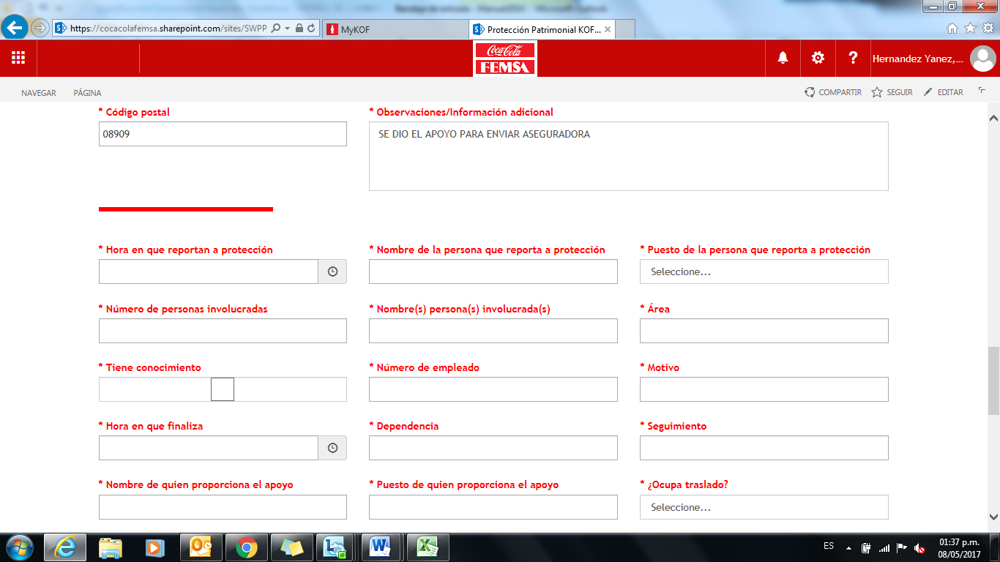 https://cocacolafemsa.sharepoint.com/sites/SWPP
MyKOF
Protección Patrimonial KOF...
Coca-Cola
FEMSA
Hernandez Yanez,...
NAVEGAR PÁGINA
COMPARTIR SEGUIR EDITAR
* Código postal
* Observaciones/Información adicional
08909
SE DIO EL APOYO PARA ENVIAR ASEGURADORA
* Hora en que reportan a protección
* Nombre de la persona que reporta a protección
* Puesto de la persona que reporta a protección
Seleccione...
* Número de personas involucradas
* Nombre(s) persona(s) involucrada(s)
* Área
* Tiene conocimiento
* Número de empleado
* Motivo
* Hora en que finaliza
* Dependencia
* Seguimiento
* Nombre de quien proporciona el apoyo
* Puesto de quien proporciona el apoyo
* ¿Ocupa traslado?
Seleccione...
ES
01:37 p.m.
08/05/2017